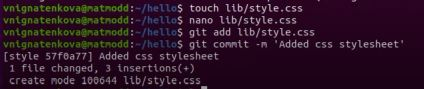 vnignatenkova@matmodd:~/hello$ touch lib/style.css
vnignatenkova@matmodd:~/hello$ nano lib/style.css
vnignatenkova@matmodd:~/hello$ git add lib/style.css
vnignatenkova@matmodd:~/hello$ git commit -m 'Added css stylesheet'
[style 57f0a77] Added css stylesheet
 1 file changed, 3 insertions(+)
 create mode 100644 lib/style.css